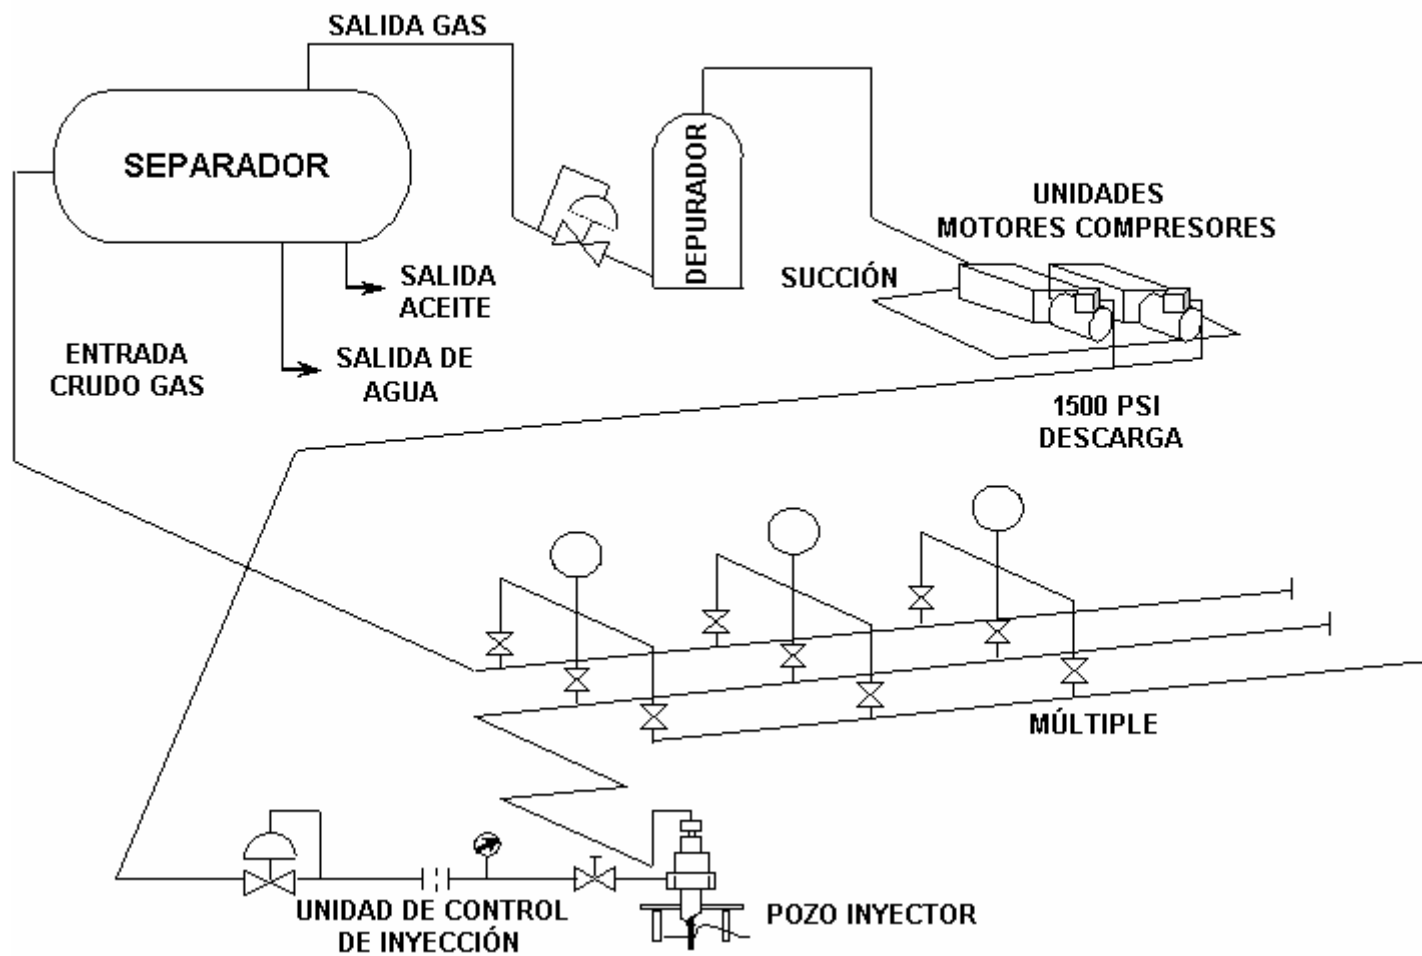 SALIDA GAS
SEPARADOR
DEPURADOR
UNIDADES
MOTORES COMPRESORES
SUCCIÓN
SALIDA
ACEITE
ENTRADA
CRUDO GAS
SALIDA DE
AGUA
1500 PSI
DESCARGA
MÚLTIPLE
UNIDAD DE CONTROL
DE INYECCIÓN
POZO INYECTOR